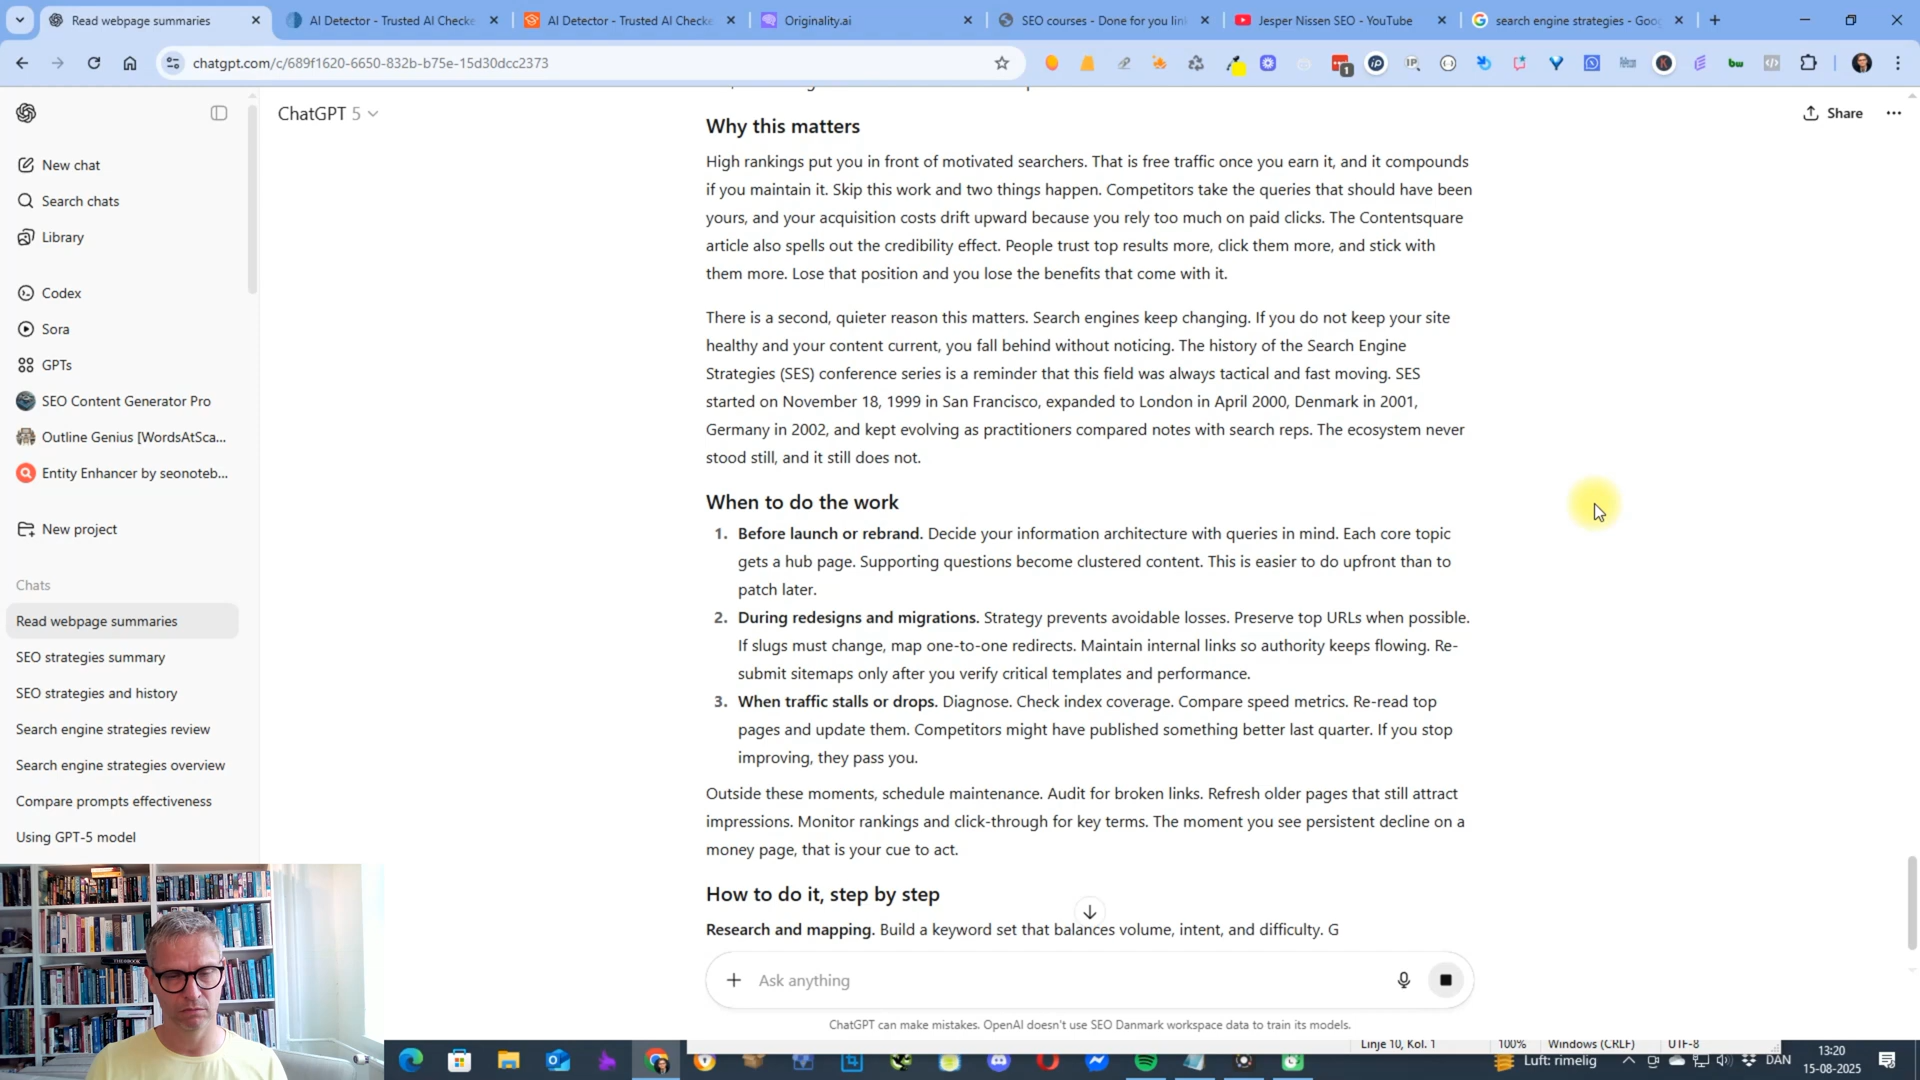 Read webpage summaries
AI Detector - Trusted AI Checke
AI Detector - Trusted AI Checke
Originality.ai
SEO courses - Done for you lin
Jesper Nissen SEO - YouTube
search engine strategies - Goo
chatgpt.com/c/689f1620-6650-832b-b75e-15d30dcc2373
ChatGPT 5
Share
New chat
Search chats
Library
Codex
Sora
GPTs
SEO Content Generator Pro
Outline Genius [WordsAtSca...
Entity Enhancer by seonoteb...
New project
Chats
Read webpage summaries
SEO strategies summary
SEO strategies and history
Search engine strategies review
Search engine strategies overview
Compare prompts effectiveness
Using GPT-5 model
Why this matters
High rankings put you in front of motivated searchers. That is free traffic once you earn it, and it compounds
if you maintain it. Skip this work and two things happen. Competitors take the queries that should have been
yours, and your acquisition costs drift upward because you rely too much on paid clicks. The Contentsquare
article also spells out the credibility effect. People trust top results more, click them more, and stick with
them more. Lose that position and you lose the benefits that come with it.
There is a second, quieter reason this matters. Search engines keep changing. If you do not keep your site
healthy and your content current, you fall behind without noticing. The history of the Search Engine
Strategies (SES) conference series is a reminder that this field was always tactical and fast moving. SES
started on November 18, 1999 in San Francisco, expanded to London in April 2000, Denmark in 2001,
Germany in 2002, and kept evolving as practitioners compared notes with search reps. The ecosystem never
stood still, and it still does not.
When to do the work
1. Before launch or rebrand. Decide your information architecture with queries in mind. Each core topic
gets a hub page. Supporting questions become clustered content. This is easier to do upfront than to
patch later.
2. During redesigns and migrations. Strategy prevents avoidable losses. Preserve top URLs when possible.
If slugs must change, map one-to-one redirects. Maintain internal links so authority keeps flowing. Re-
submit sitemaps only after you verify critical templates and performance.
3. When traffic stalls or drops. Diagnose. Check index coverage. Compare speed metrics. Re-read top
pages and update them. Competitors might have published something better last quarter. If you stop
improving, they pass you.
Outside these moments, schedule maintenance. Audit for broken links. Refresh older pages that still attract
impressions. Monitor rankings and click-through for key terms. The moment you see persistent decline on a
money page, that is your cue to act.
How to do it, step by step
Research and mapping. Build a keyword set that balances volume, intent, and difficulty. G
Ask anything
ChatGPT can make mistakes. OpenAI doesn't use SEO Danmark workspace data to train its models.
Linje 10, Kol. 1
100%
Windows (CRLF)
UTF-8
Luft: rimelig
DAN
13:20
15-08-2025